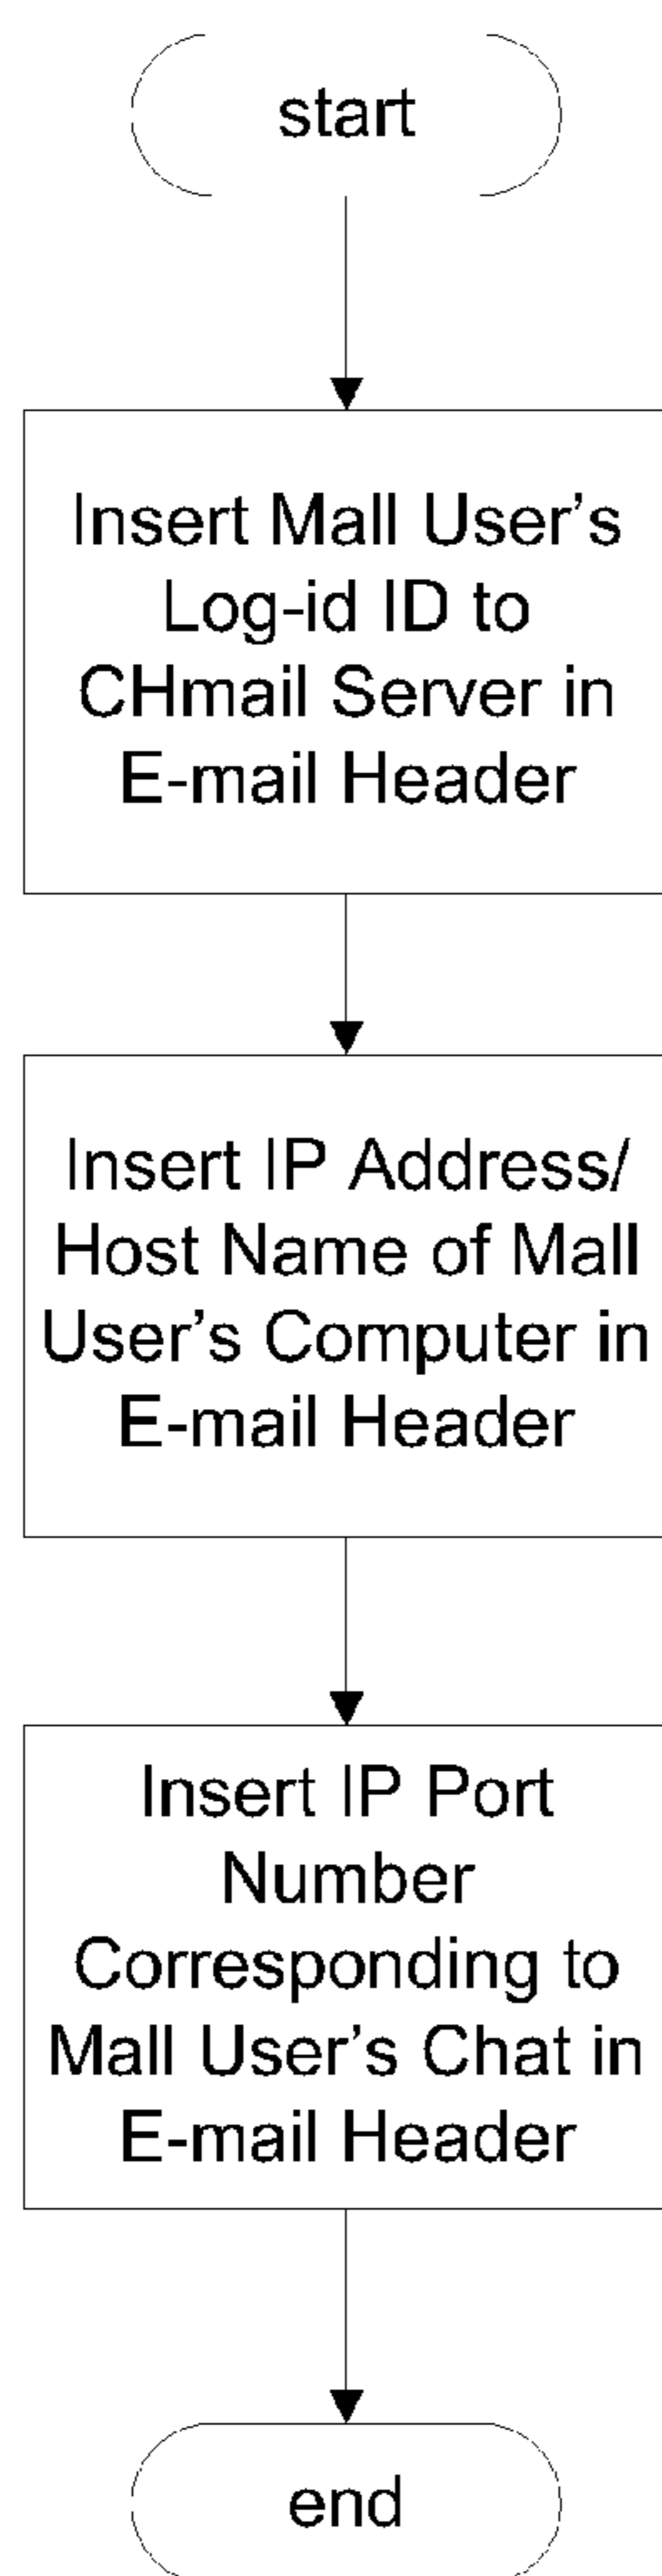 start
Insert Mall User’s
Log-id ID to
CHmail Server in
E-mail Header
Insert IP Address/
Host Name of Mall
User’s Computer in
E-mail Header
Insert IP Port
Number
Corresponding to
Mall User’s Chat in
E-mail Header
end